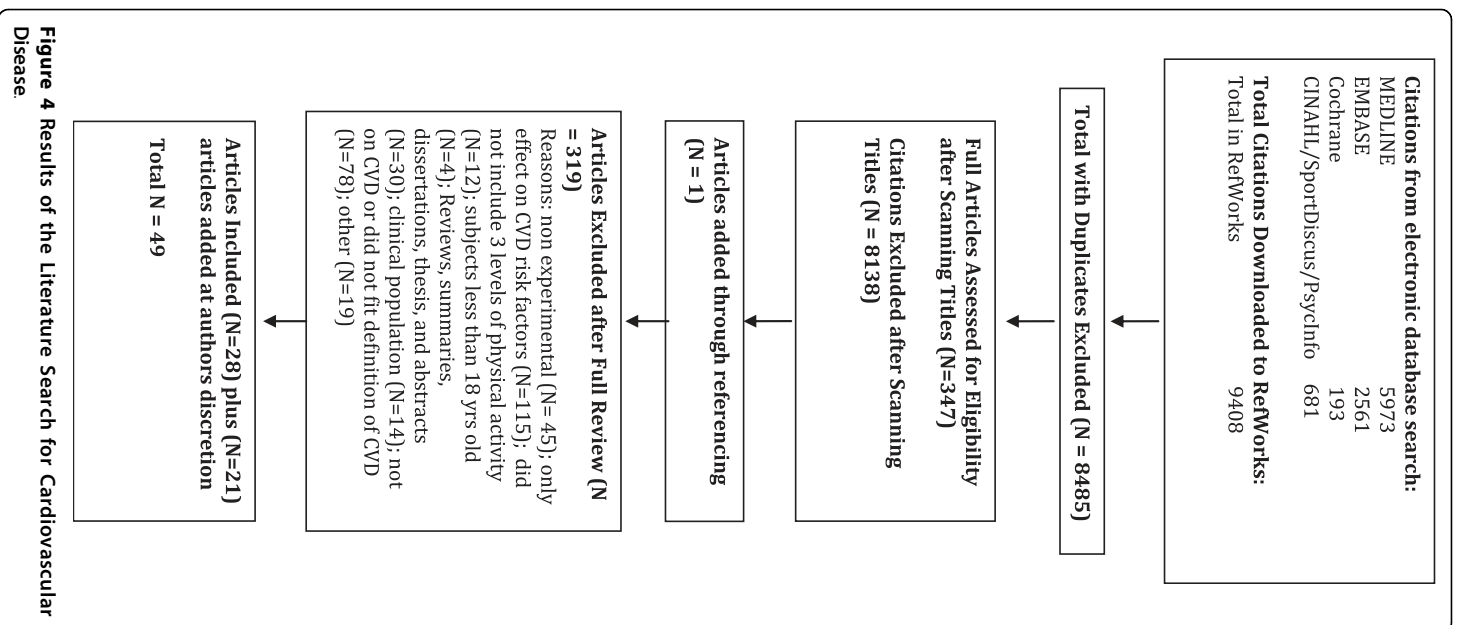 Citations from electronic database search:
MEDLINE 5973
EMBASE 2561
Cochrane 193
CINAHL/SportDiscus/PsycInfo 681
Total Citations Downloaded to RefWorks:
Total in RefWorks 9408
Total with Duplicates Excluded (N = 8485)
Full Articles Assessed for Eligibility
after Scanning Titles (N=347)
Citations Excluded after Scanning
Titles (N = 8138)
Articles added through referencing
(N = 1)
Articles Excluded after Full Review (N
= 319)
Reasons: non experimental (N= 45); only
effect on CVD risk factors (N=115); did
not include 3 levels of physical activity
(N=12); subjects less than 18 yrs old
(N=4); Reviews, summaries,
dissertations, thesis, and abstracts
(N=30); clinical population (N=14); not
on CVD or did not fit definition of CVD
(N=78); other (N=19)
Articles Included (N=28) plus (N=21)
articles added at authors discretion
Total N = 49
Figure 4 Results of the Literature Search for Cardiovascular
Disease.